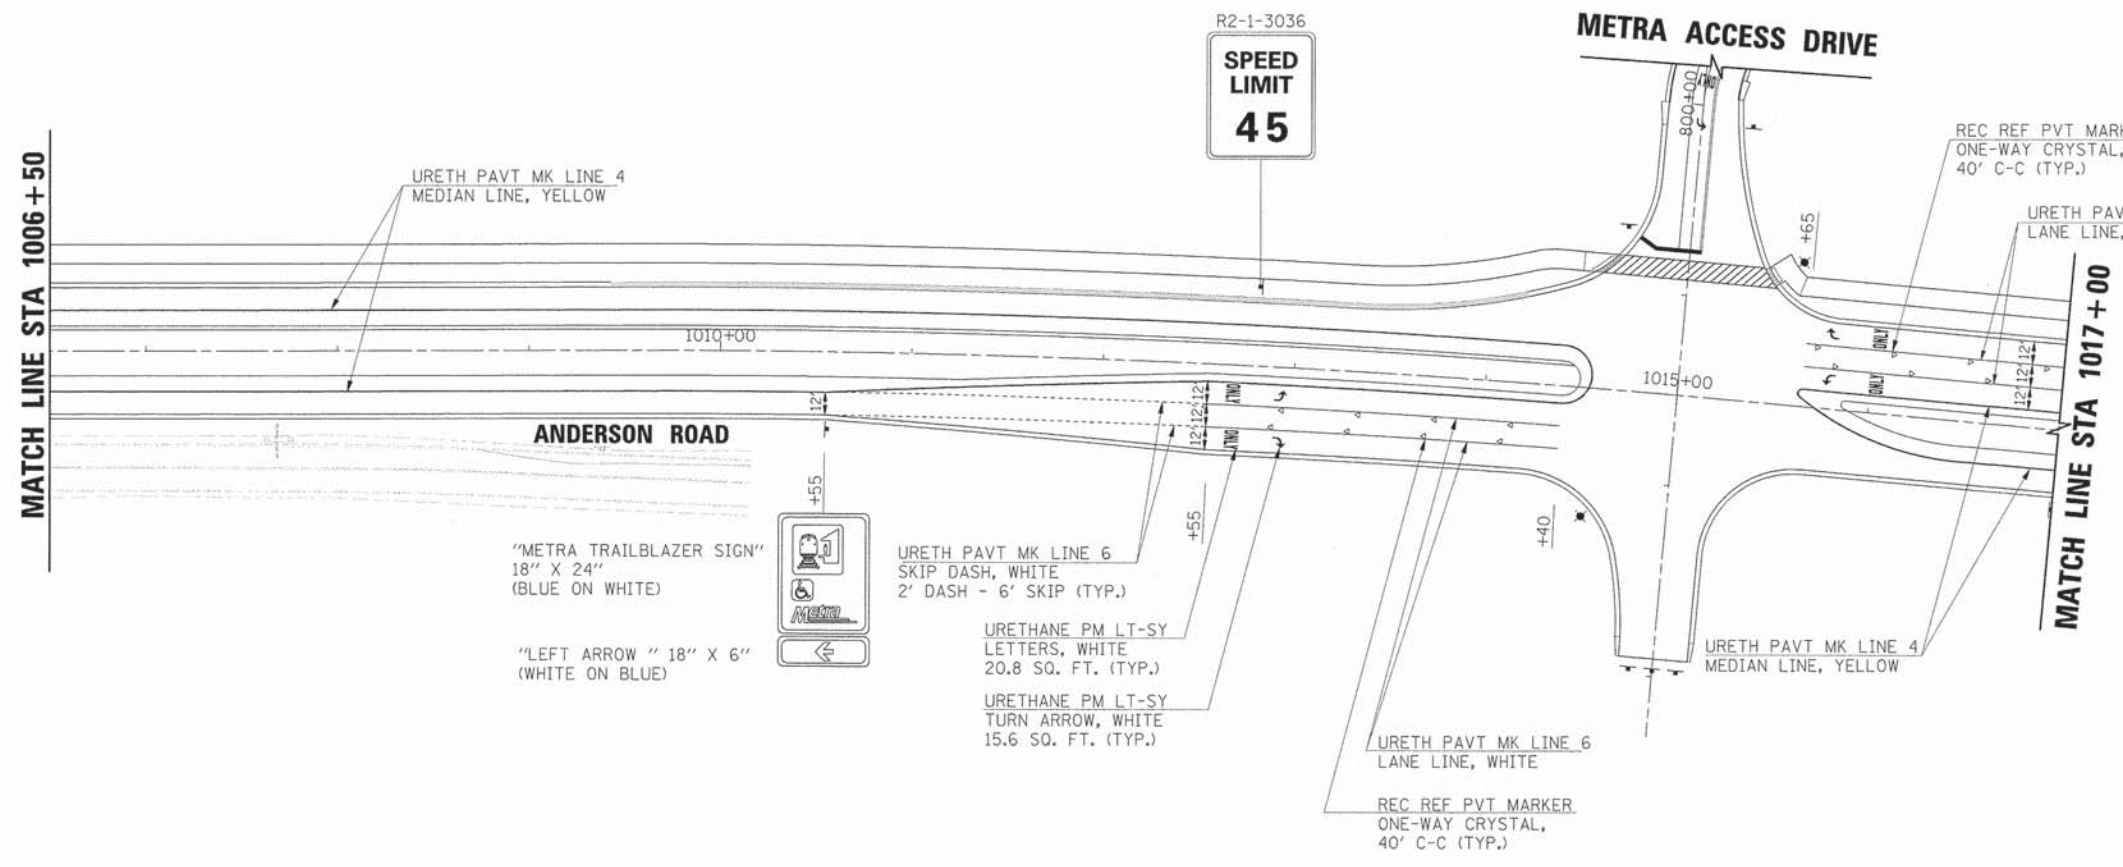 R2-1-3036
SPEED
LIMIT
45
METRA ACCESS DRIVE
800+00
ONLY
REC REF PVT MARK
ONE-WAY CRYSTAL,
40' C-C (TYP.)
URETH PAV
LANE LINE,
+65
MATCH LINE STA 1006+50
URETH PAVT MK LINE 4
MEDIAN LINE, YELLOW
1010+00
1015+00
ONLY
ONLY
12'
12'
12'
MATCH LINE STA 1017+00
12'
12'
12'
12'
ONLY
ONLY
ANDERSON ROAD
+55
+55
+40
"METRA TRAILBLAZER SIGN"
18" X 24"
(BLUE ON WHITE)
Metra
"LEFT ARROW " 18" X 6"
(WHITE ON BLUE)
URETH PAVT MK LINE 6
SKIP DASH, WHITE
2' DASH - 6' SKIP (TYP.)
URETHANE PM LT-SY
LETTERS, WHITE
20.8 SQ. FT. (TYP.)
URETHANE PM LT-SY
TURN ARROW, WHITE
15.6 SQ. FT. (TYP.)
URETH PAVT MK LINE 4
MEDIAN LINE, YELLOW
URETH PAVT MK LINE 6
LANE LINE, WHITE
REC REF PVT MARKER
ONE-WAY CRYSTAL,
40' C-C (TYP.)